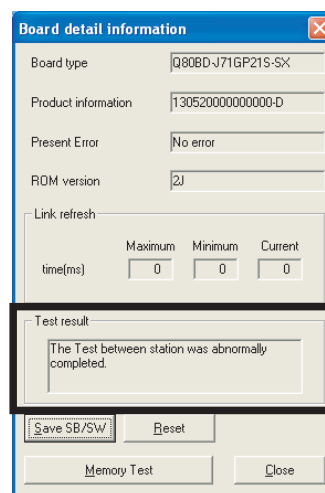 Board detail information
Board type Q80BD-J71GP21S-SX
Product information 130520000000000-D
Present Error No error
ROM version 2J
Link refresh
Maximum Minimum Current
time(ms) 0 0 0
Test result
The Test between station was abnormally
completed.
Save SB/SW Reset
Memory Test Close